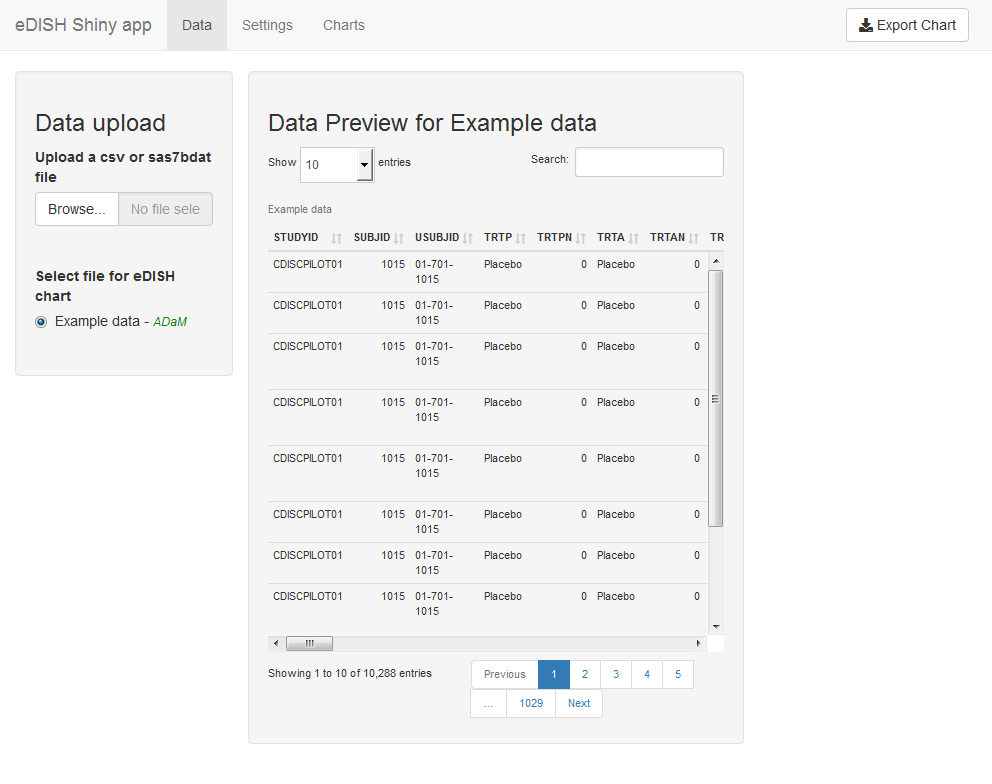 eDISH Shiny app Data Settings Charts Export Chart
Data upload
Upload a csv or sas7bdat
file
Browse... No file sele
Select file for eDISH
chart
Example data - ADaM
Data Preview for Example data
Show 10 entries Search:
Example data
STUDYID SUBJID USUBJID TRTP TRTPN TRTA TRTAN TR
CDISCPILOT01 1015 01-701- Placebo 0 Placebo 0
1015
CDISCPILOT01 1015 01-701- Placebo 0 Placebo 0
1015
CDISCPILOT01 1015 01-701- Placebo 0 Placebo 0
1015
CDISCPILOT01 1015 01-701- Placebo 0 Placebo 0
1015
CDISCPILOT01 1015 01-701- Placebo 0 Placebo 0
1015
CDISCPILOT01 1015 01-701- Placebo 0 Placebo 0
1015
CDISCPILOT01 1015 01-701- Placebo 0 Placebo 0
1015
CDISCPILOT01 1015 01-701- Placebo 0 Placebo 0
1015
Showing 1 to 10 of 10,288 entries Previous 1 2 3 4 5
... 1029 Next